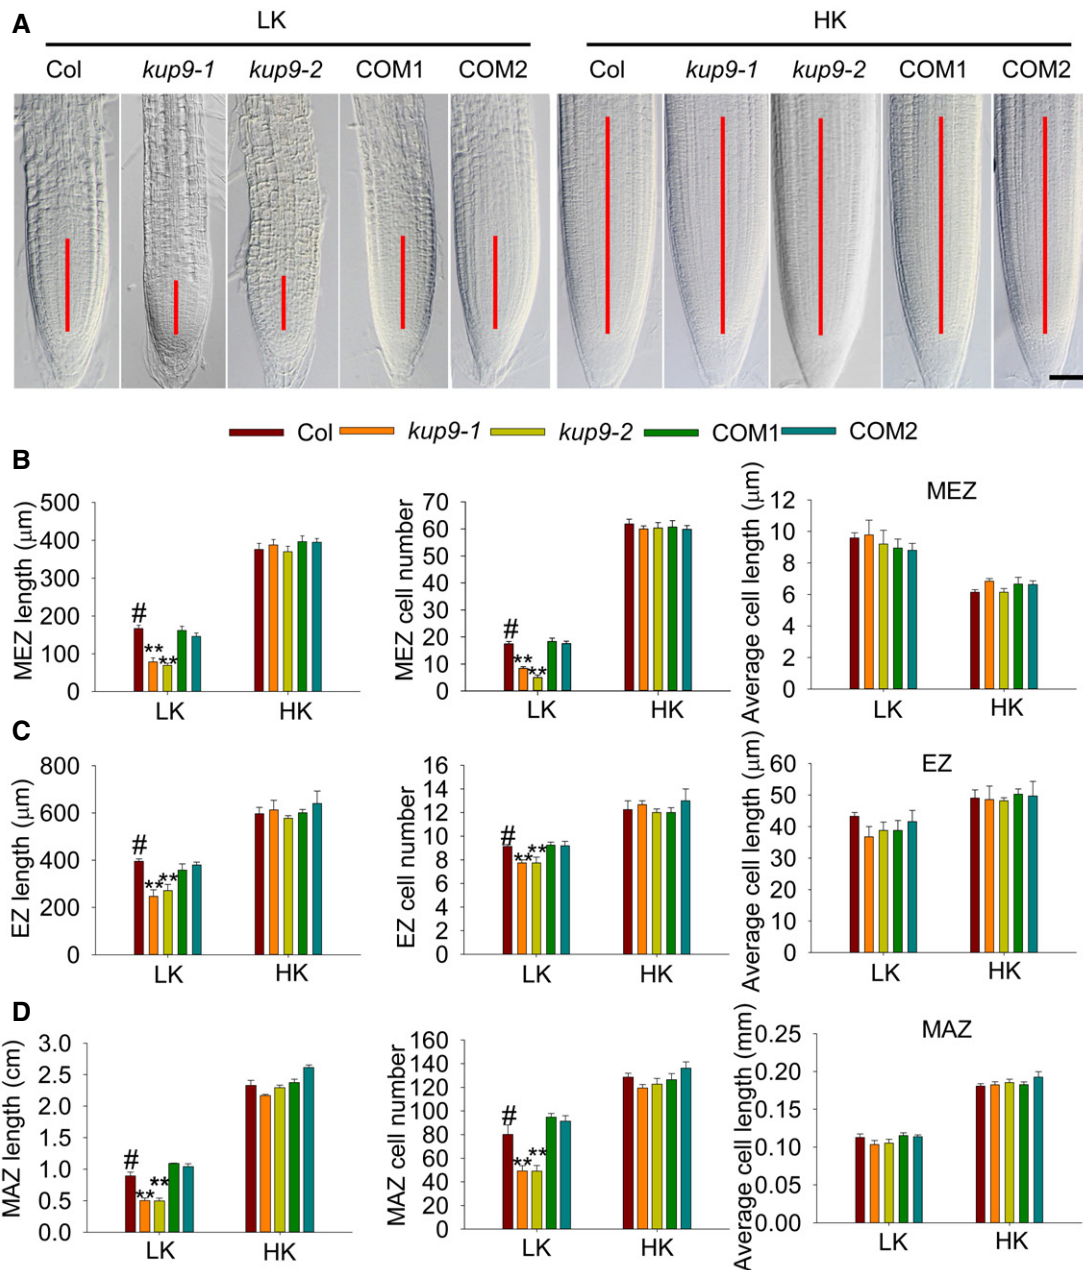 A
LK HK
Col kup9-1 kup9-2 COM1 COM2 Col kup9-1 kup9-2 COM1 COM2
Col kup9-1 kup9-2 COM1 COM2
B
MEZ length (μm)
500
400
300
200
100
0
#
**
**
LK HK
MEZ cell number
70
60
50
40
30
20
10
0
#
**
**
LK HK
Average cell length (μm)
MEZ
12
10
8
6
4
2
0
LK HK
C
EZ length (μm)
800
600
400
200
0
#
**
**
LK HK
EZ cell number
16
14
12
10
8
6
4
2
0
#
**
**
LK HK
Average cell length (μm)
EZ
60
50
40
30
20
10
0
LK HK
D
MAZ length (cm)
3.0
2.5
2.0
1.5
1.0
0.5
0.0
#
**
**
LK HK
MAZ cell number
160
140
120
100
80
60
40
20
0
#
**
**
LK HK
Average cell length (mm)
MAZ
0.25
0.20
0.15
0.10
0.05
0.00
LK HK